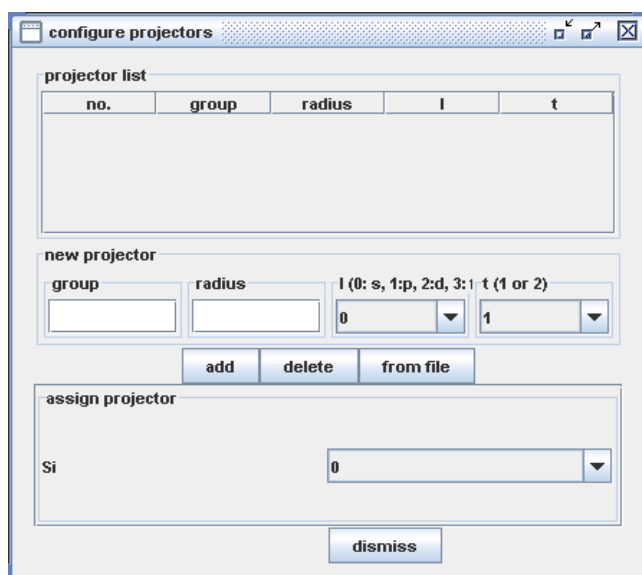 configure projectors
projector list
no. group radius l t
new projector
group radius l (0: s, 1:p, 2:d, 3: t (1 or 2)
0 1
add delete from file
assign projector
Si 0
dismiss